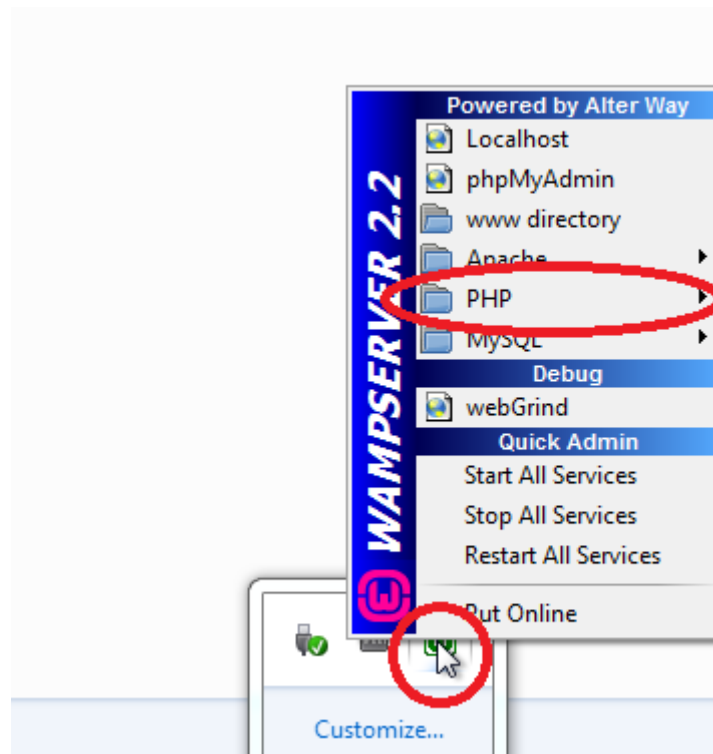 Powered by Alter Way
Localhost
phpMyAdmin
www directory
Apache
PHP
MySQL
Debug
webGrind
Quick Admin
Start All Services
Stop All Services
Restart All Services
Put Online
WAMPSERVER 2.2
Customize...